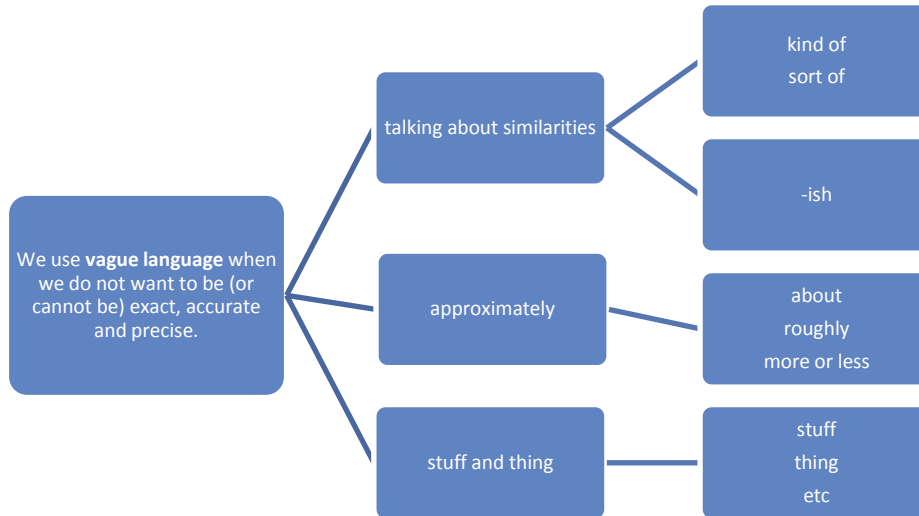 We use vague language when
we do not want to be (or
cannot be) exact, accurate
and precise.
talking about similarities
kind of
sort of
-ish
approximately
about
roughly
more or less
stuff and thing
stuff
thing
etc